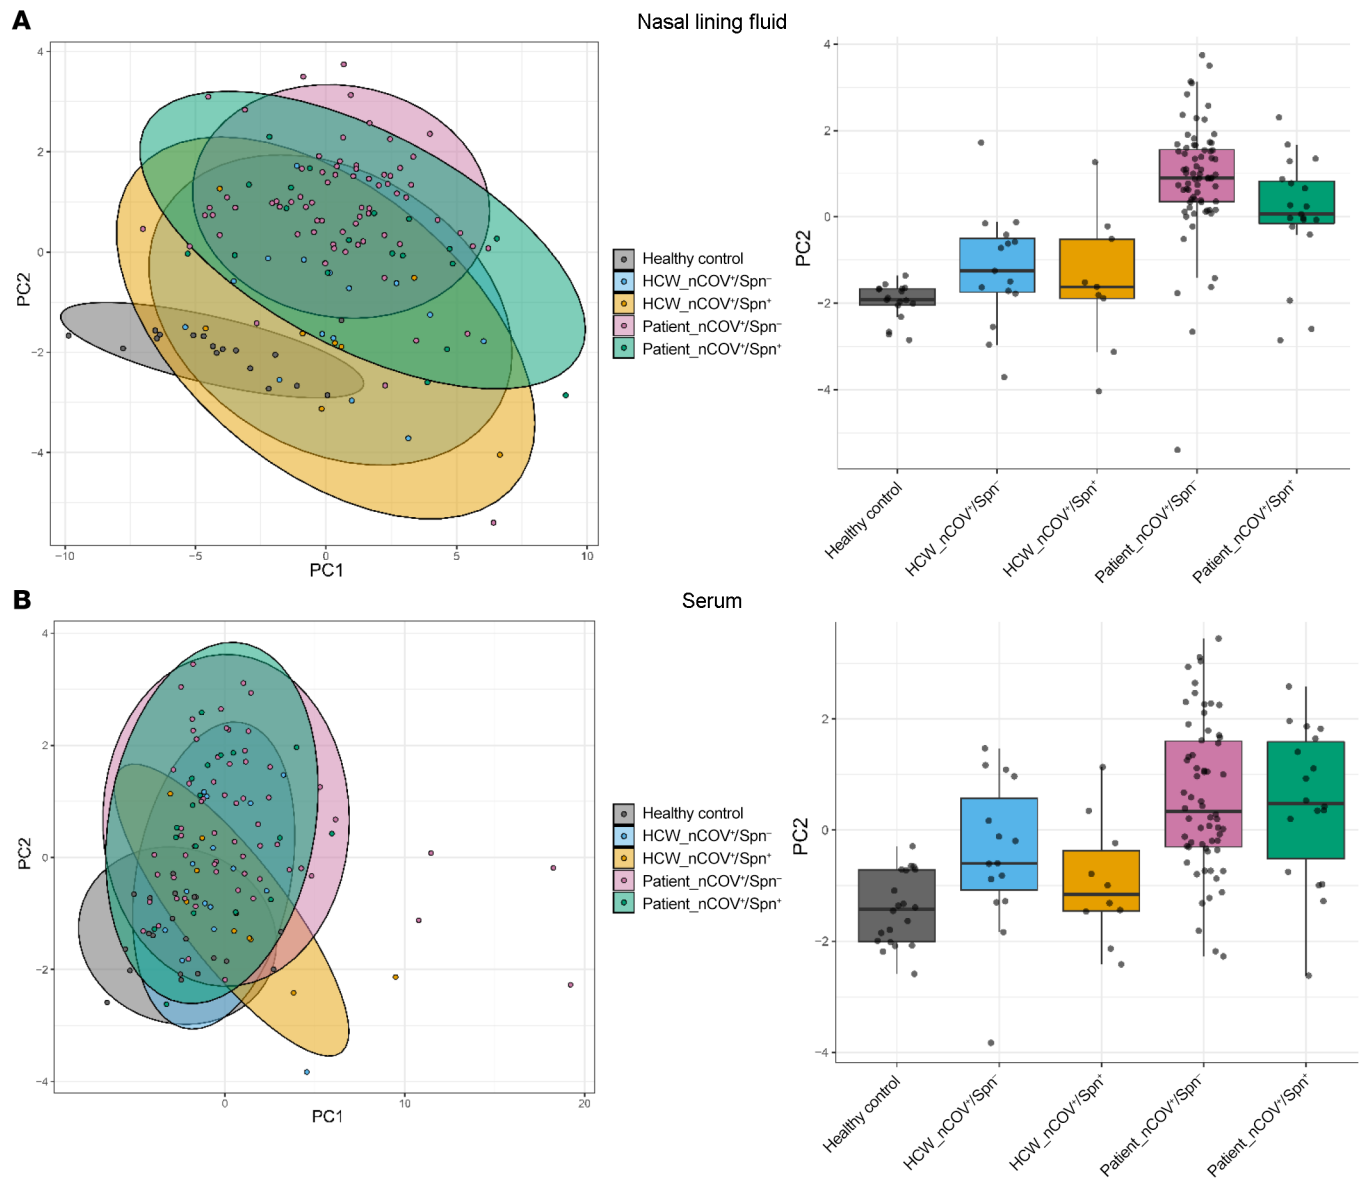 A
Nasal lining fluid
4
2
0
−2
−4
PC2
−10
−5
0
5
10
PC1
Healthy control
HCW_nCOV⁺/Spn⁻
HCW_nCOV⁺/Spn⁺
Patient_nCOV⁺/Spn⁻
Patient_nCOV⁺/Spn⁺
4
2
0
−2
−4
PC2
Healthy control
HCW_nCOV⁺/Spn⁻
HCW_nCOV⁺/Spn⁺
Patient_nCOV⁺/Spn⁻
Patient_nCOV⁺/Spn⁺
B
Serum
4
2
0
−2
−4
PC2
0
10
20
PC1
Healthy control
HCW_nCOV⁺/Spn⁻
HCW_nCOV⁺/Spn⁺
Patient_nCOV⁺/Spn⁻
Patient_nCOV⁺/Spn⁺
2
0
−2
−4
PC2
Healthy control
HCW_nCOV⁺/Spn⁻
HCW_nCOV⁺/Spn⁺
Patient_nCOV⁺/Spn⁻
Patient_nCOV⁺/Spn⁺